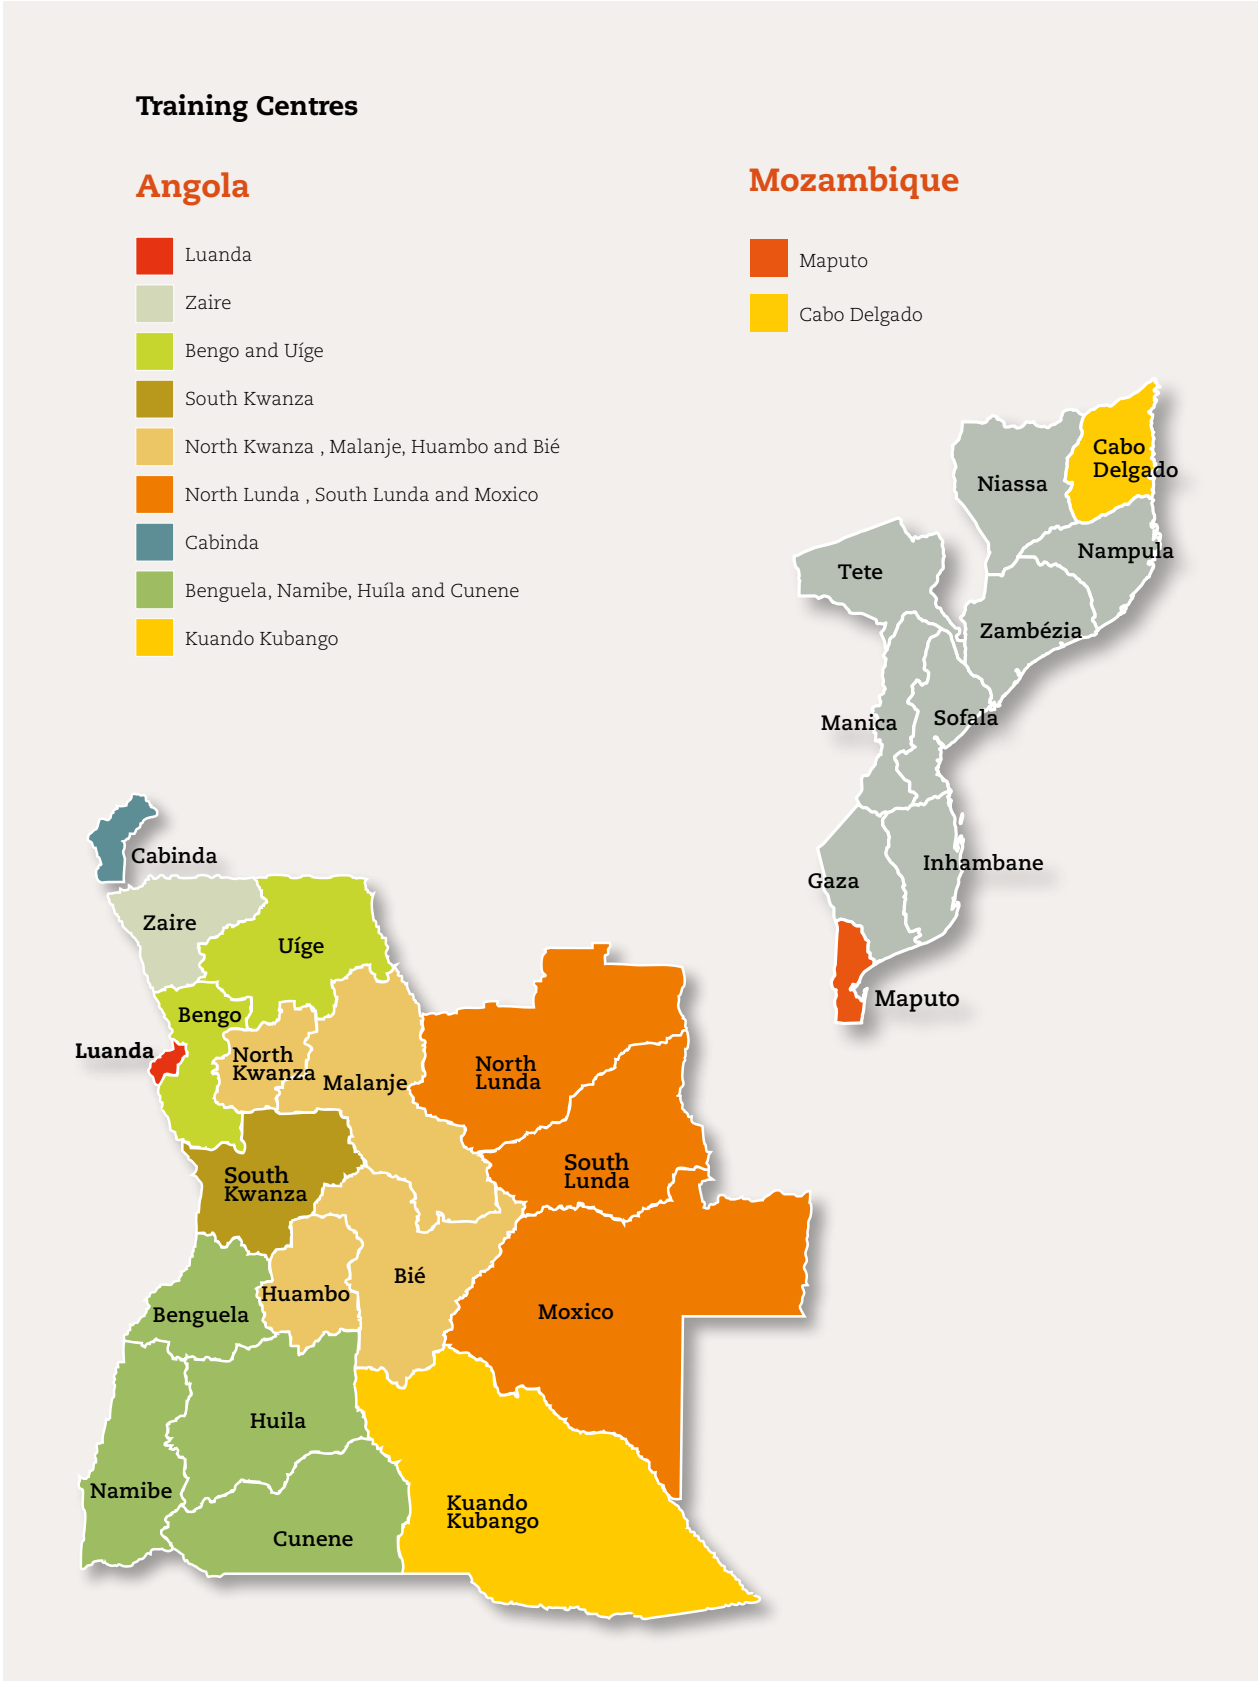 Training Centres
Angola
Luanda
Zaire
Bengo and Uíge
South Kwanza
North Kwanza , Malanje, Huambo and Bié
North Lunda , South Lunda and Moxico
Cabinda
Benguela, Namibe, Huíla and Cunene
Kuando Kubango
Mozambique
Maputo
Cabo Delgado
Cabo
Delgado
Niassa
Nampula
Tete
Zambézia
Manica
Sofala
Inhambane
Gaza
Maputo
Cabinda
Zaire
Uíge
Bengo
Luanda
North
Kwanza
Malanje
North
Lunda
South
Kwanza
South
Lunda
Bié
Huambo
Benguela
Moxico
Huila
Namibe
Kuando
Kubango
Cunene